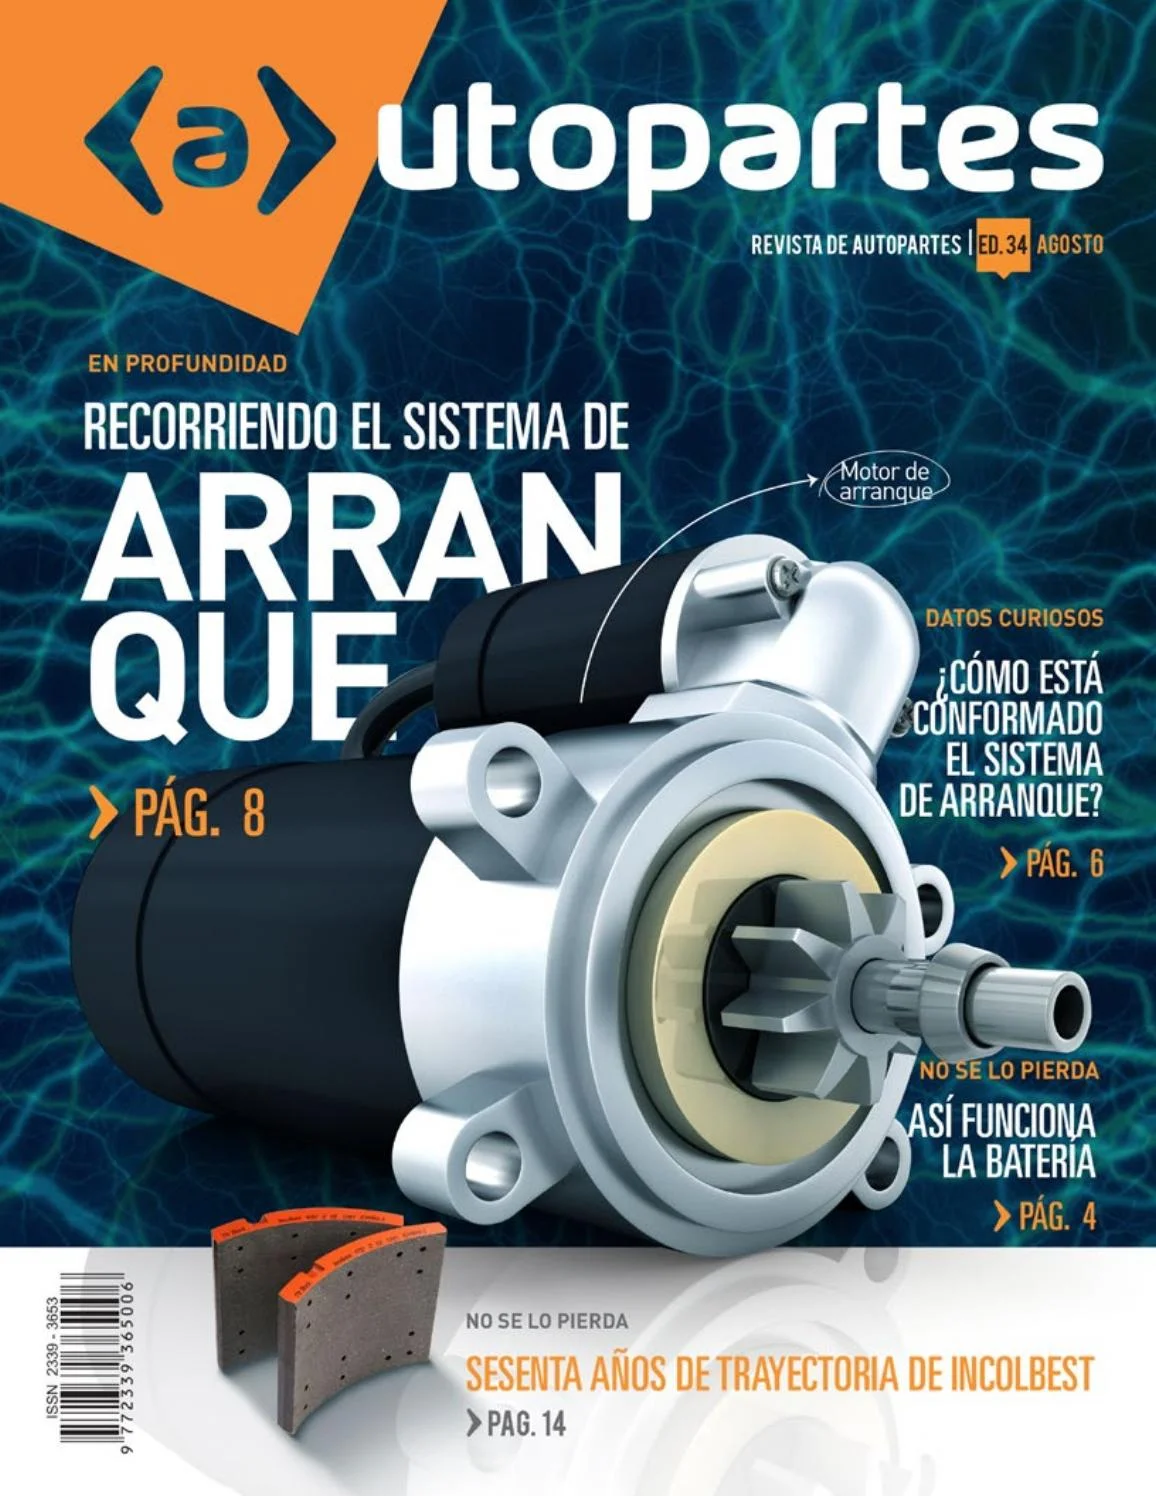 <a>utopartes
REVISTA DE AUTOPARTES | ED. 34 AGOSTO
EN PROFUNDIDAD
RECORRIENDO EL SISTEMA DE
ARRAN
QUE
> PÁG. 8
Motor de
arranque
DATOS CURIOSOS
¿CÓMO ESTÁ
CONFORMADO
EL SISTEMA
DE ARRANQUE?
> PÁG. 6
NO SE LO PIERDA
ASÍ FUNCIONA
LA BATERÍA
> PÁG. 4
ISSN 2339 - 3653
9 772339 365006
NO SE LO PIERDA
SESENTA AÑOS DE TRAYECTORIA DE INCOLBEST
> PAG. 14